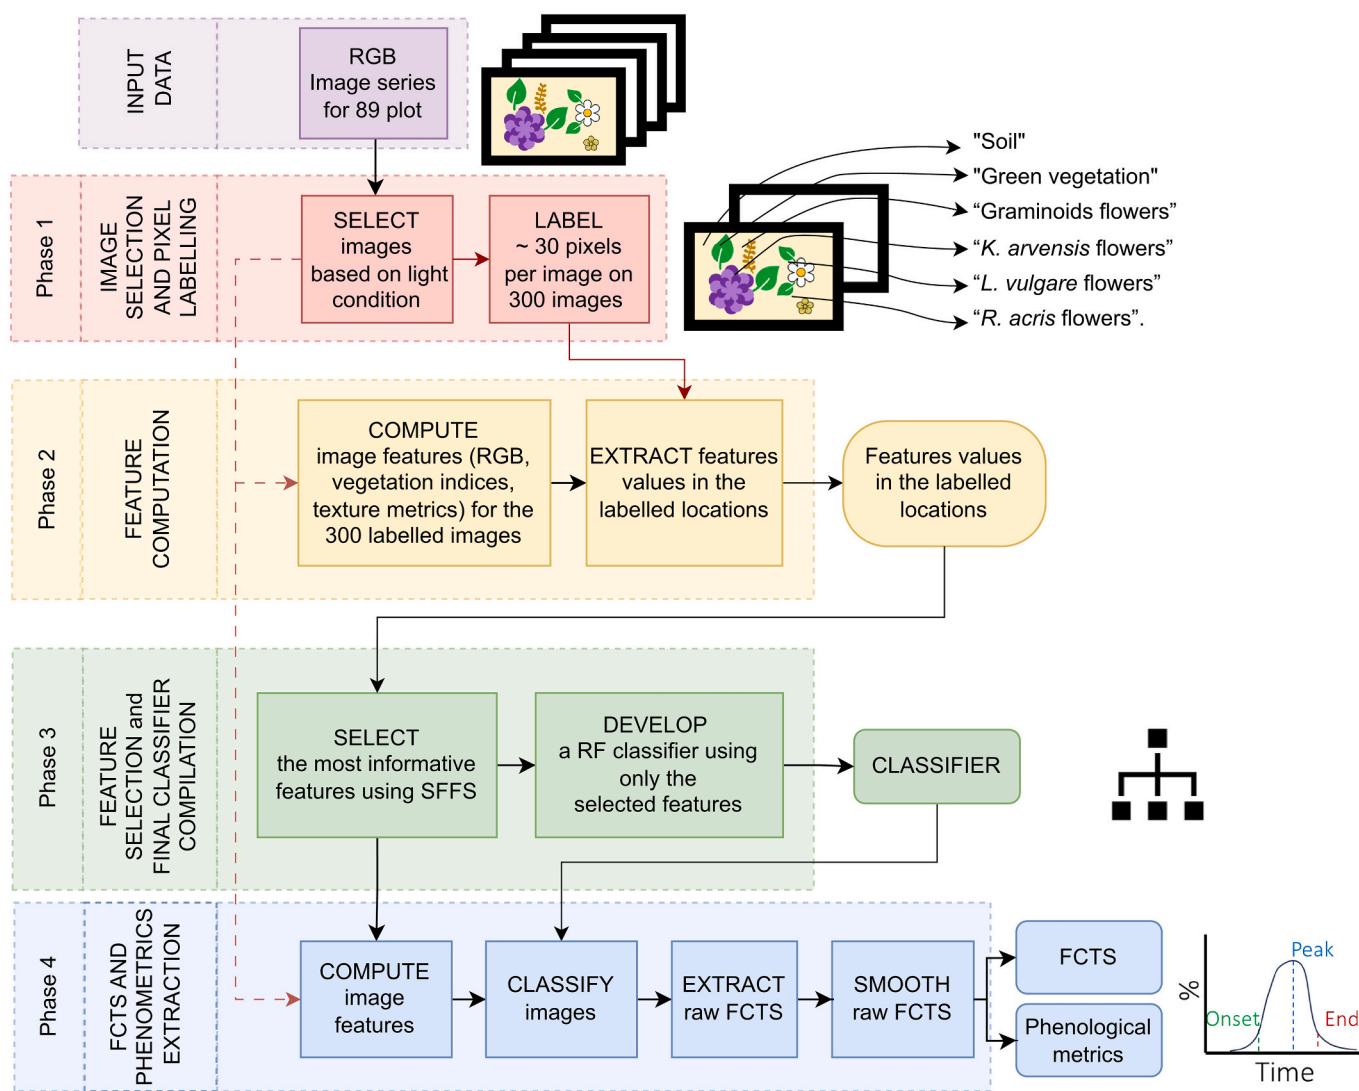 INPUT
DATA
RGB
Image series
for 89 plot
Phase 1
IMAGE
SELECTION
AND PIXEL
LABELLING
SELECT
images
based on light
condition
LABEL
~ 30 pixels
per image on
300 images
"Soil"
"Green vegetation"
“Graminoids flowers”
“K. arvensis flowers”
“L. vulgare flowers”
“R. acris flowers”.
Phase 2
FEATURE
COMPUTATION
COMPUTE
image features (RGB,
vegetation indices,
texture metrics) for the
300 labelled images
EXTRACT features
values in the
labelled locations
Features values
in the labelled
locations
Phase 3
FEATURE
SELECTION and
FINAL CLASSIFIER
COMPILATION
SELECT
the most informative
features using SFFS
DEVELOP
a RF classifier using
only the
selected features
CLASSIFIER
Phase 4
FCTS AND
PHENOMETRICS
EXTRACTION
COMPUTE
image
features
CLASSIFY
images
EXTRACT
raw FCTS
SMOOTH
raw FCTS
FCTS
Phenological
metrics
%
Peak
Onset
End
Time